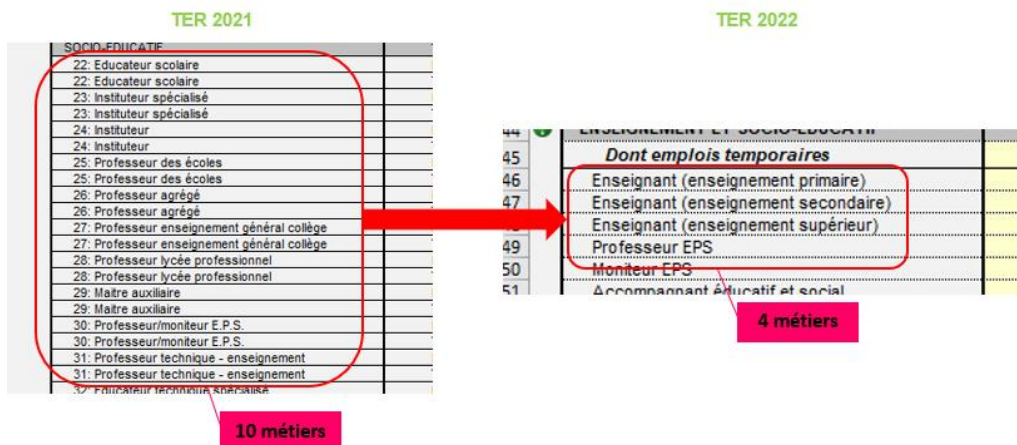 TER 2021
TER 2022
SOCIO-EDUCATIF
22: Educateur scolaire
22: Educateur scolaire
23: Instituteur spécialisé
23: Instituteur spécialisé
24: Instituteur
24: Instituteur
25: Professeur des écoles
25: Professeur des écoles
26: Professeur agrégé
26: Professeur agrégé
27: Professeur enseignement général collège
27: Professeur enseignement général collège
28: Professeur lycée professionnel
28: Professeur lycée professionnel
29: Maitre auxiliaire
29: Maitre auxiliaire
30: Professeur/moniteur E.P.S.
30: Professeur/moniteur E.P.S.
31: Professeur technique - enseignement
31: Professeur technique - enseignement
32: Educateur technique spécialisé
10 métiers
44 ENSEIGNEMENT ET SOCIO-EDUCATIF
45 Dont emplois temporaires
46 Enseignant (enseignement primaire)
47 Enseignant (enseignement secondaire)
Enseignant (enseignement supérieur)
49 Professeur EPS
50 Moniteur EPS
51 Accompagnant éducatif et social
4 métiers